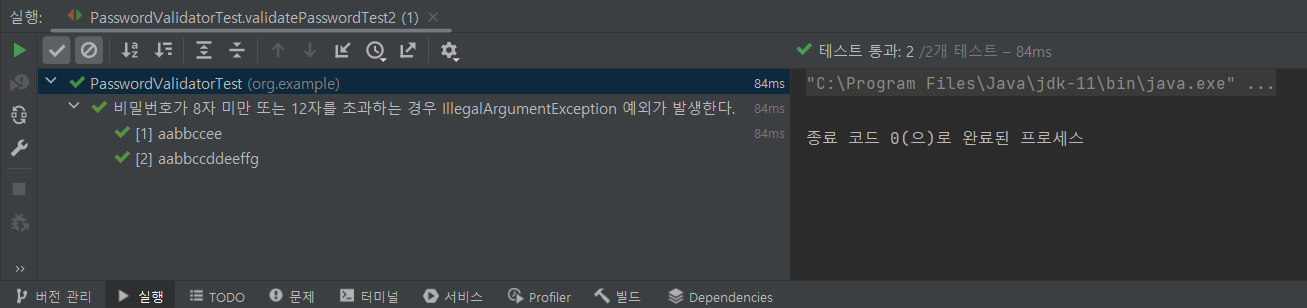 실행: PasswordValidatorTest.validatePasswordTest2 (1)
테스트 통과: 2 /2개 테스트 – 84ms
PasswordValidatorTest (org.example) 84ms
비밀번호가 8자 미만 또는 12자를 초과하는 경우 IllegalArgumentException 예외가 발생한다. 84ms
[1] aabbccee 84ms
[2] aabbccddeeffg
"C:\Program Files\Java\jdk-11\bin\java.exe" ...
종료 코드 0(으)로 완료된 프로세스
버전 관리 실행 TODO 문제 터미널 서비스 Profiler 빌드 Dependencies